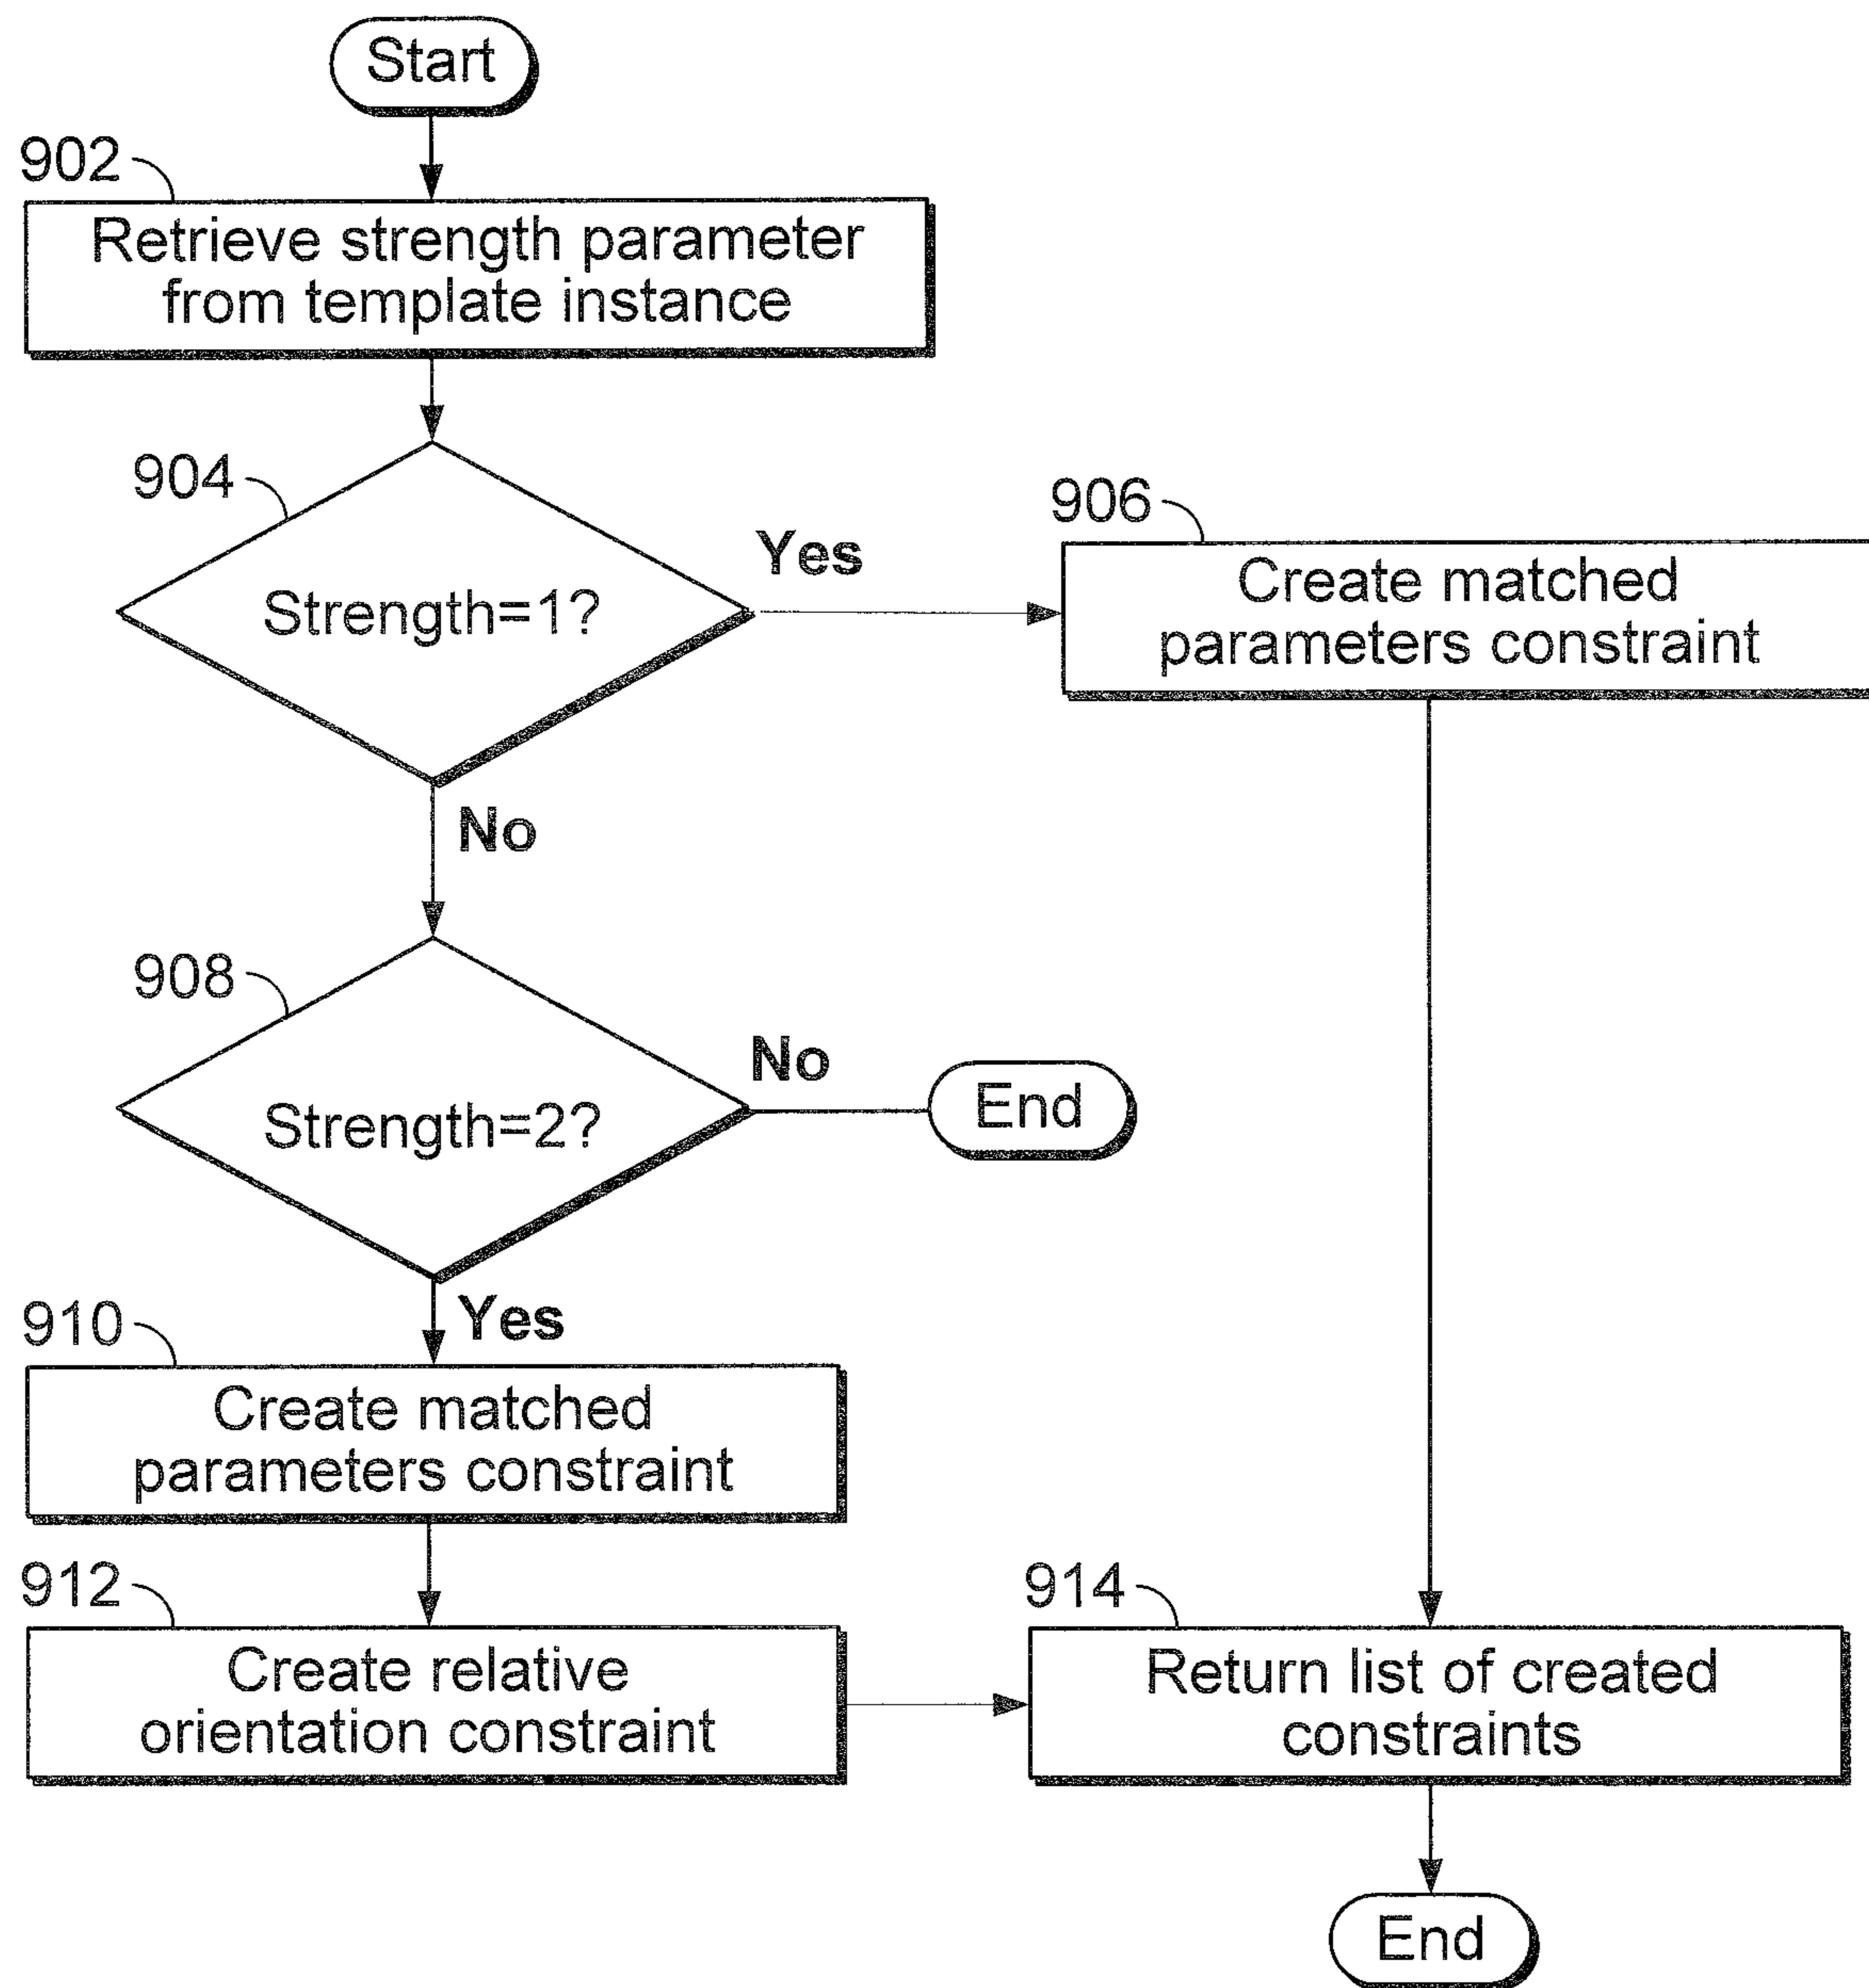 Start
902
Retrieve strength parameter
from template instance
904
Strength=1?
Yes
906
Create matched
parameters constraint
No
908
Strength=2?
No
End
Yes
910
Create matched
parameters constraint
912
Create relative
orientation constraint
914
Return list of created
constraints
End